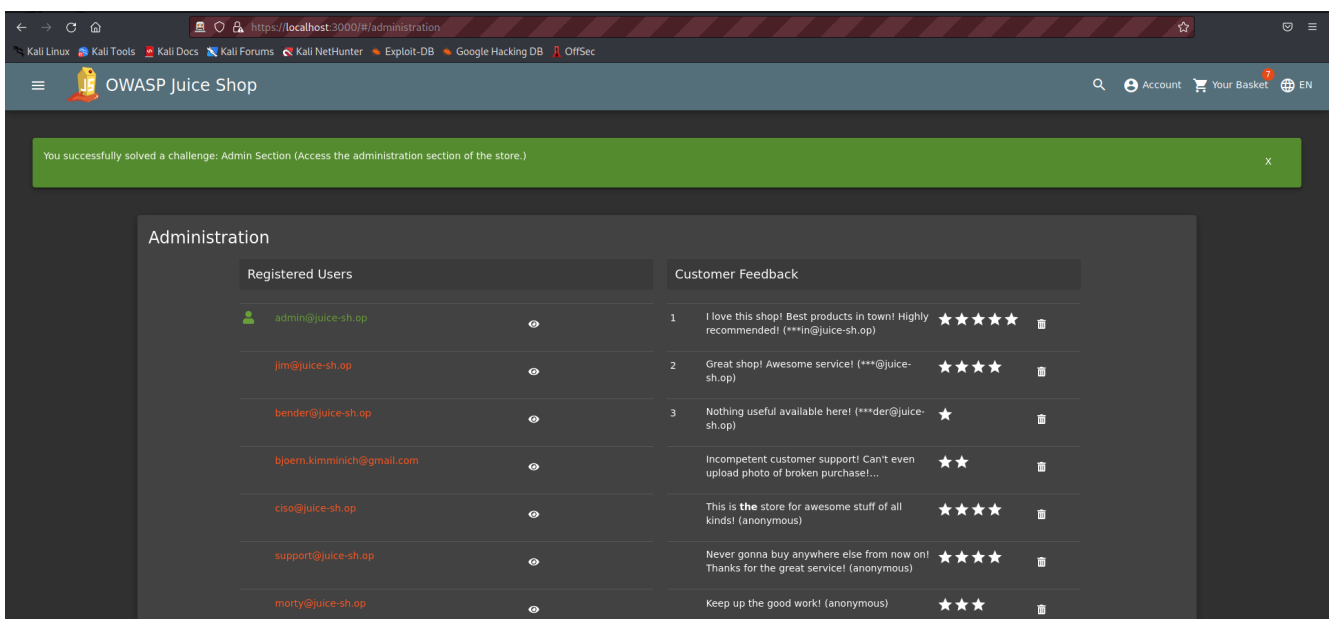 https://localhost:3000/#/administration
Kali Linux Kali Tools Kali Docs Kali Forums Kali NetHunter Exploit-DB Google Hacking DB OffSec
OWASP Juice Shop Account Your Basket 7 EN
You successfully solved a challenge: Admin Section (Access the administration section of the store.) X
Administration
Registered Users
admin@juice-sh.op
jim@juice-sh.op
bender@juice-sh.op
bjoern.kimminich@gmail.com
ciso@juice-sh.op
support@juice-sh.op
morty@juice-sh.op
Customer Feedback
1 I love this shop! Best products in town! Highly
recommended! (***in@juice-sh.op)
2 Great shop! Awesome service! (***@juice-
sh.op)
3 Nothing useful available here! (***der@juice-
sh.op)
Incompetent customer support! Can't even
upload photo of broken purchase!...
This is the store for awesome stuff of all
kinds! (anonymous)
Never gonna buy anywhere else from now on!
Thanks for the great service! (anonymous)
Keep up the good work! (anonymous)